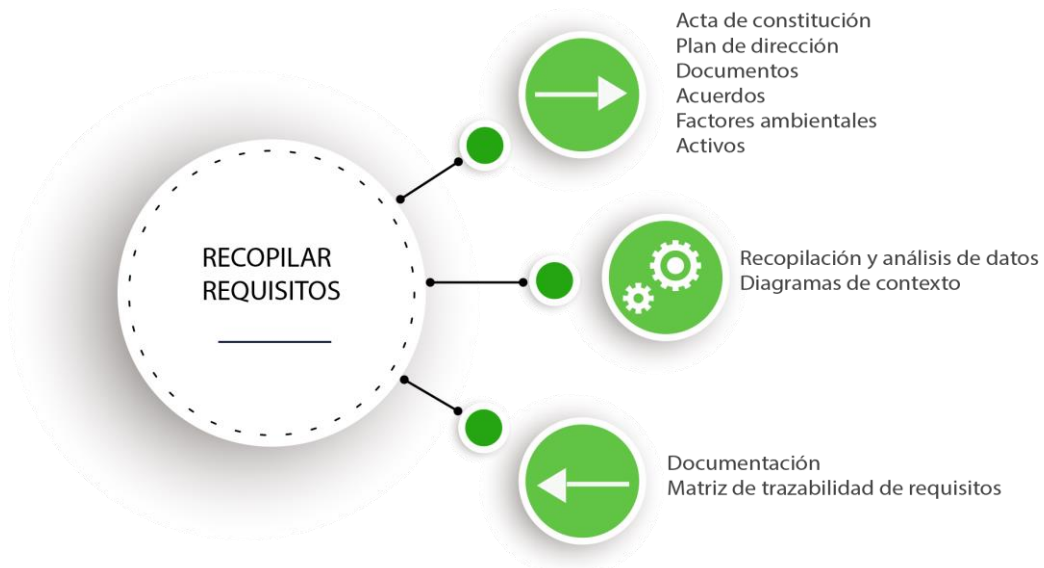 RECOPILAR
REQUISITOS
Acta de constitución
Plan de dirección
Documentos
Acuerdos
Factores ambientales
Activos
Recopilación y análisis de datos
Diagramas de contexto
Documentación
Matriz de trazabilidad de requisitos